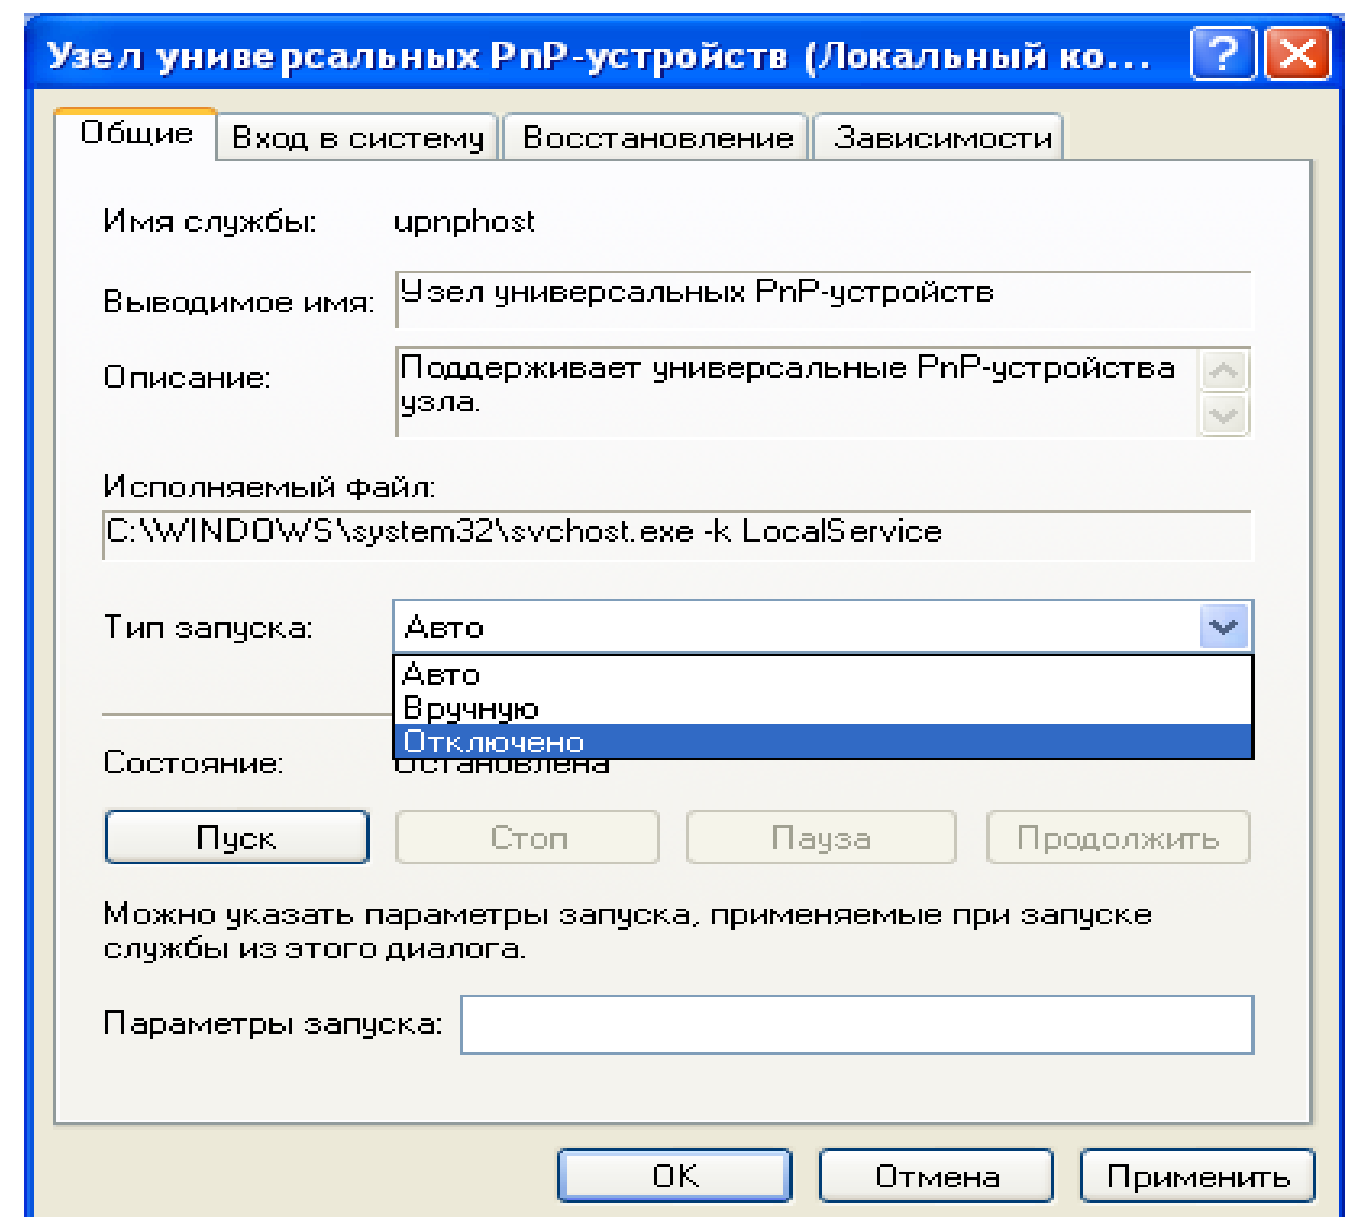 Узел универсальных PnP-устройств (Локальный ко...
Общие
Вход в систему
Восстановление
Зависимости
Имя службы: upnphost
Выводимое имя: Узел универсальных PnP-устройств
Описание: Поддерживает универсальные PnP-устройства
узла.
Исполняемый файл:
C:\WINDOWS\system32\svchost.exe -k LocalService
Тип запуска: Авто
Авто
Вручную
Отключено
Состояние: Остановлена
Пуск
Стоп
Пауза
Продолжить
Можно указать параметры запуска, применяемые при запуске
службы из этого диалога.
Параметры запуска:
ОК
Отмена
Применить